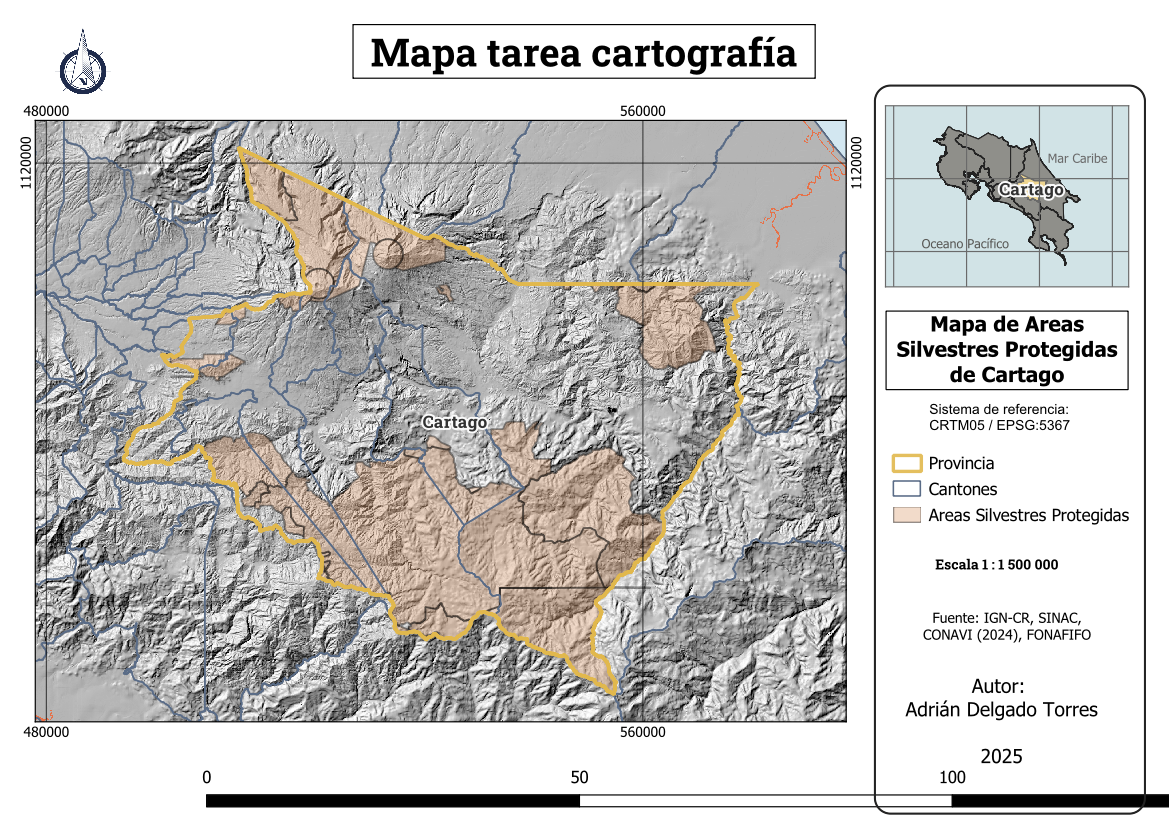 Mapa tarea cartografía
480000
560000
1120000
1120000
Cartago
480000
560000
0
50
100
Mar Caribe
Cartago
Oceano Pacífico
Mapa de Areas
Silvestres Protegidas
de Cartago
Sistema de referencia:
CRTM05 / EPSG:5367
Provincia
Cantones
Areas Silvestres Protegidas
Escala 1 : 1 500 000
Fuente: IGN-CR, SINAC,
CONAVI (2024), FONAFIFO
Autor:
Adrián Delgado Torres
2025